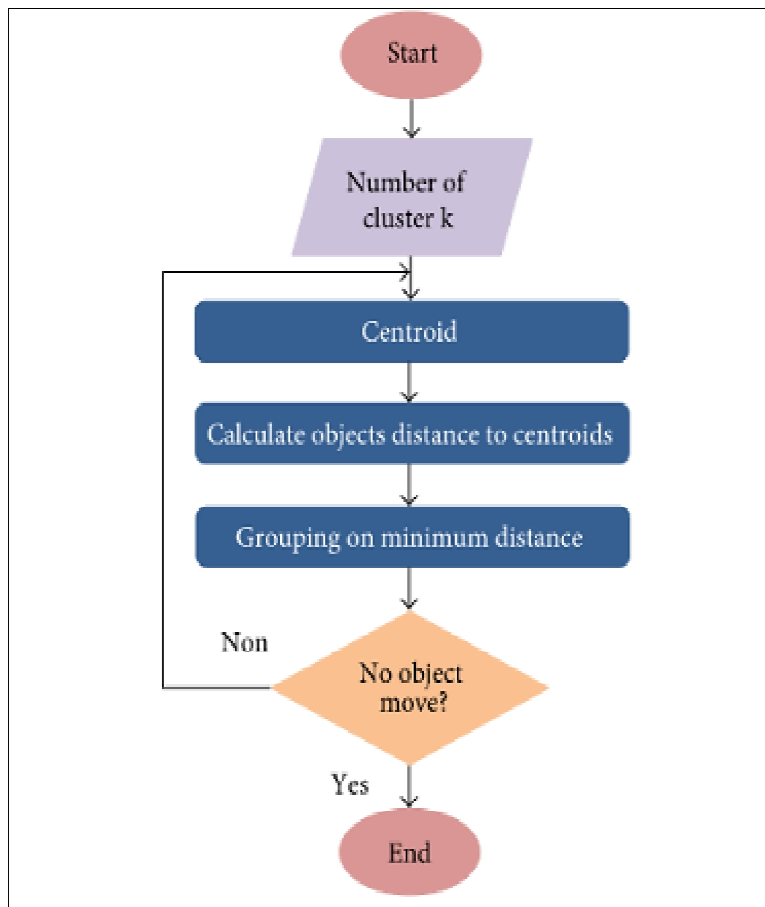 Start
Number of
cluster k
Centroid
Calculate objects distance to centroids
Grouping on minimum distance
Non
No object
move?
Yes
End